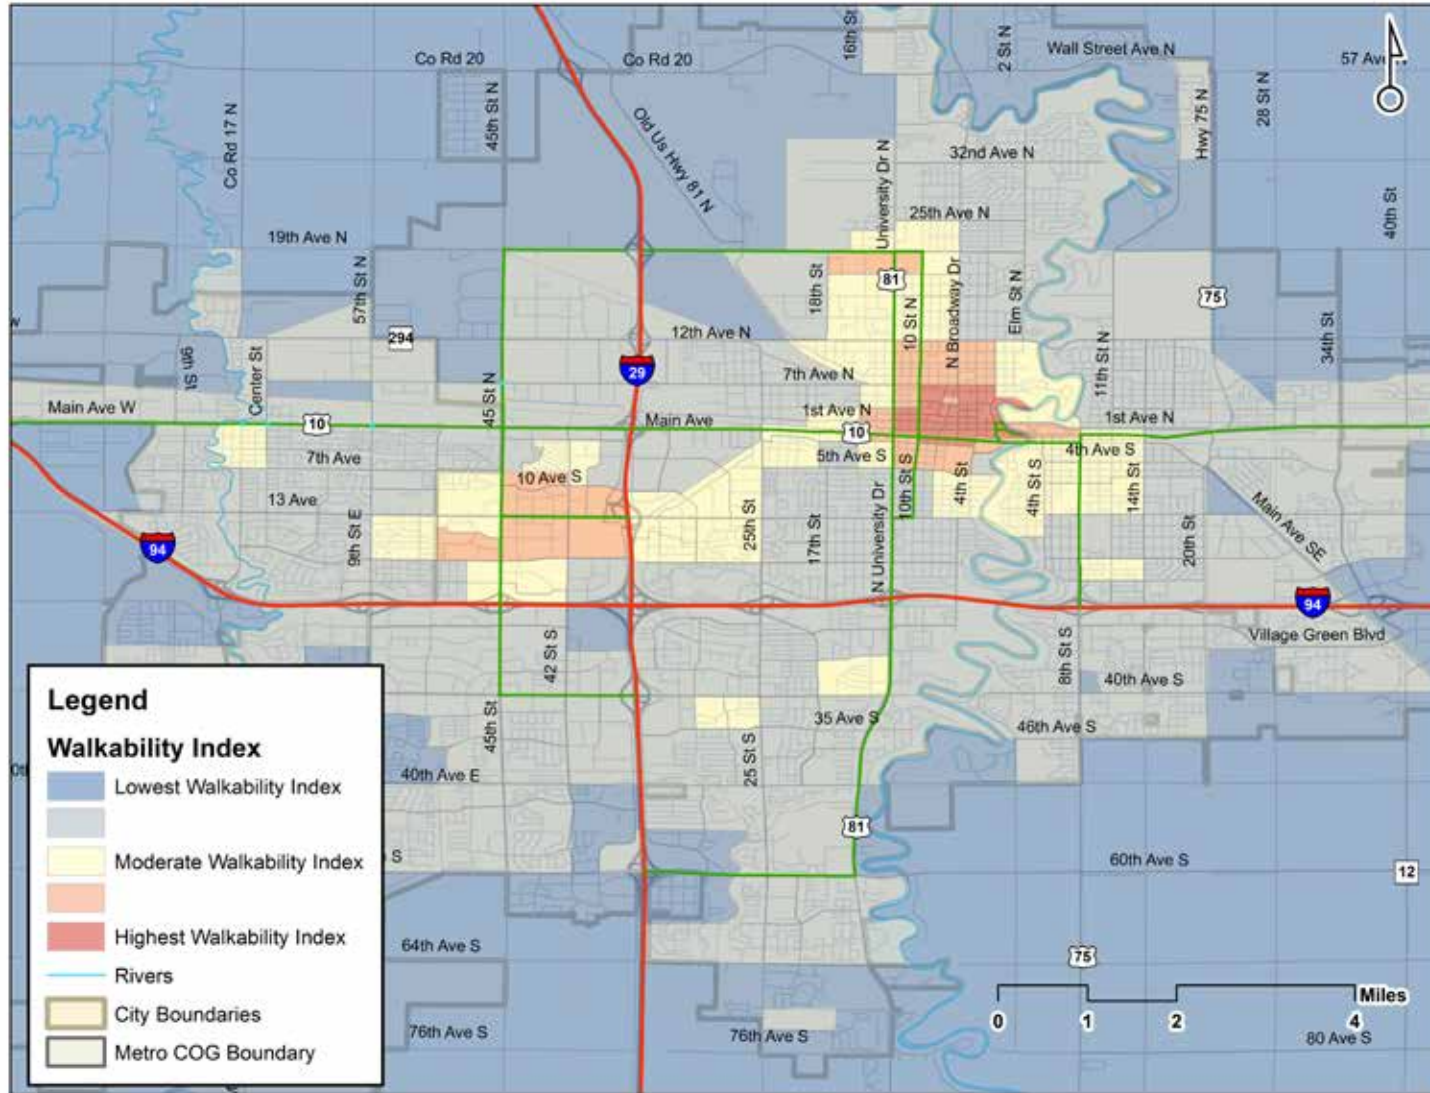 16th St
2 St N
Wall Street Ave N
57 Av
Co Rd 20
Co Rd 20
45th St N
Co Rd 17 N
Old Us Hwy 81 N
Hwy 75 N
28 St N
32nd Ave N
University Dr N
25th Ave N
40th St
19th Ave N
57th St N
18th St
81
10 St N
N Broadway Dr
Elm St N
75
294
12th Ave N
11th St N
34th St
9th St
Center St
29
7th Ave N
45 St N
Main Ave W
10
Main Ave
1st Ave N
10
1st Ave N
7th Ave
5th Ave S
4th Ave S
10 Ave S
13 Ave
9th St E
25th St
17th St
N University Dr
10th St S
4th St
4th St S
14th St
20th St
Main Ave SE
94
94
Village Green Blvd
42 St S
8th St S
40th Ave S
45th St
35 Ave S
46th Ave S
25 St S
40th Ave E
81
60th Ave S
12
S
64th Ave S
75
76th Ave S
76th Ave S
80 Ave S
Legend
Walkability Index
Lowest Walkability Index
Moderate Walkability Index
Highest Walkability Index
Rivers
City Boundaries
Metro COG Boundary
Miles
0 1 2 4